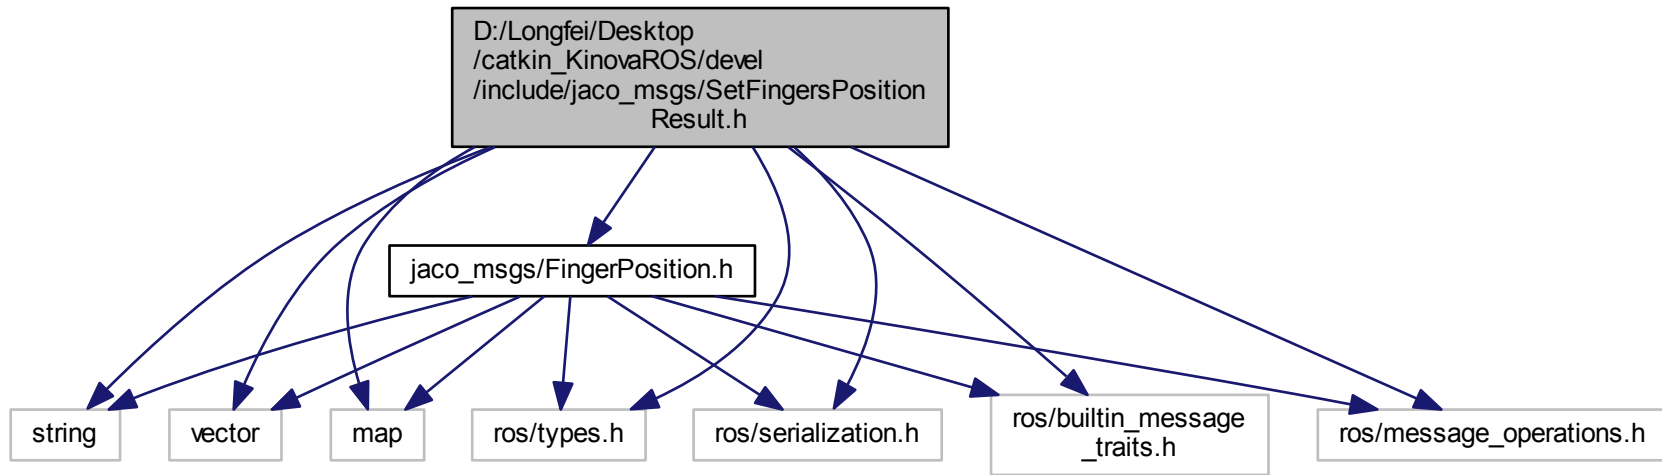 D:/Longfei/Desktop
/catkin_KinovaROS/devel
/include/jaco_msgs/SetFingersPosition
Result.h
jaco_msgs/FingerPosition.h
string
vector
map
ros/types.h
ros/serialization.h
ros/builtin_message
_traits.h
ros/message_operations.h